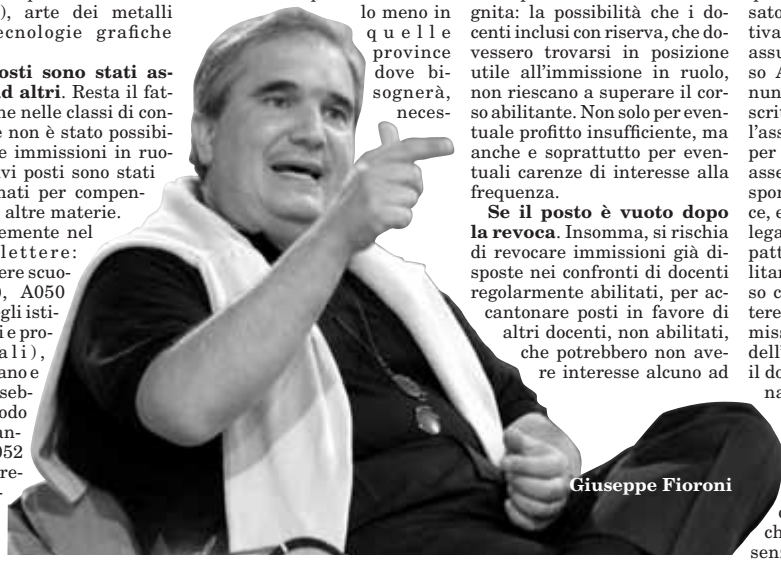 ), arte dei metalli
ecnologie grafiche
osti sono stati as-
ad altri. Resta il fat-
he nelle classi di con-
e non è stato possibi-
e immissioni in ruo-
vi posti sono stati
nati per compen-
altre materie.
emente nel
lettere:
ere scuo-
), A050
gli isti-
i e pro-
ali),
ano e
seb-
odo
an-
052
re-
-
lo meno in
quelle
province
dove bi-
sognerà,
neces-
gnita: la possibilità che i do-
centi inclusi con riserva, che do-
vessero trovarsi in posizione
utile all'immissione in ruolo,
non riescano a superare il cor-
so abilitante. Non solo per even-
tuale profitto insufficiente, ma
anche e soprattutto per even-
tuali carenze di interesse alla
frequenza.
Se il posto è vuoto dopo
la revoca. Insomma, si rischia
di revocare immissioni già di-
sposte nei confronti di docenti
regolarmente abilitati, per ac-
cantonare posti in favore di
altri docenti, non abilitati,
che potrebbero non ave-
re interesse alcuno ad
sato
tiva
assu
so A
nun
scri
l'ass
per
asse
spon
ce, e
lega
patt
litar
so c
tere
miss
dell'
il do
na
ch
senz
Giuseppe Fioroni